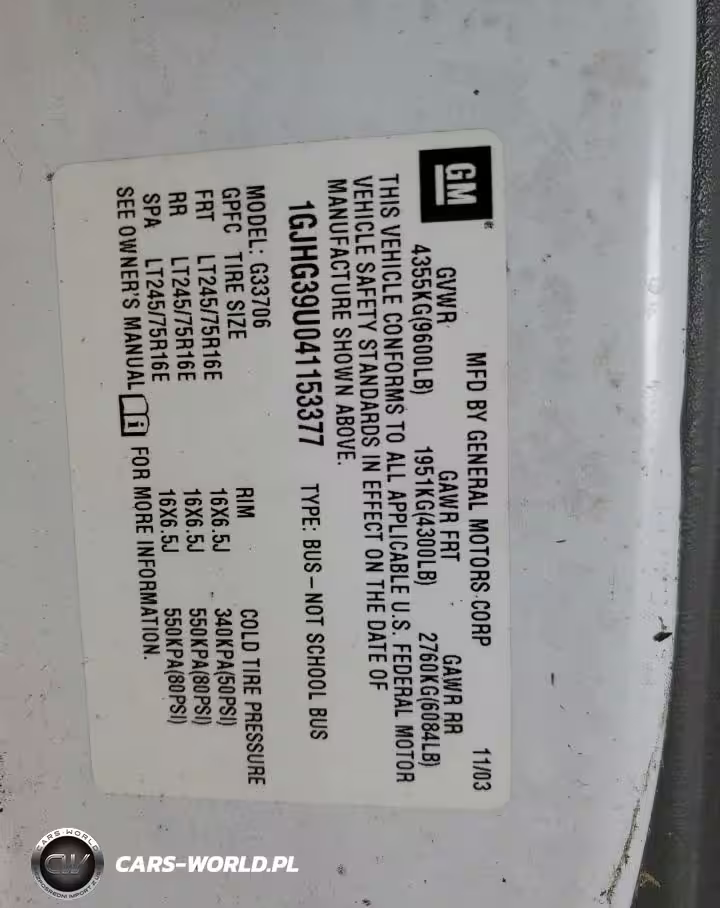 GM®
MFD BY GENERAL MOTORS CORP 11/03
GVWR GAWR FRT GAWR RR
4355KG(9600LB) 1951KG(4300LB) 2760KG(6084LB)
THIS VEHICLE CONFORMS TO ALL APPLICABLE U.S. FEDERAL MOTOR
VEHICLE SAFETY STANDARDS IN EFFECT ON THE DATE OF
MANUFACTURE SHOWN ABOVE.
1GJHG39U041153377 TYPE: BUS-NOT SCHOOL BUS
MODEL: G33706
GPFC TIRE SIZE RIM COLD TIRE PRESSURE
FRT LT245/75R16E 16X6.5J 340KPA(50PSI)
RR LT245/75R16E 16X6.5J 550KPA(80PSI)
SPA LT245/75R16E 16X6.5J 550KPA(80PSI)
SEE OWNER'S MANUAL FOR MORE INFORMATION.
CARS-WORLD
CW
CARS-WORLD.PL